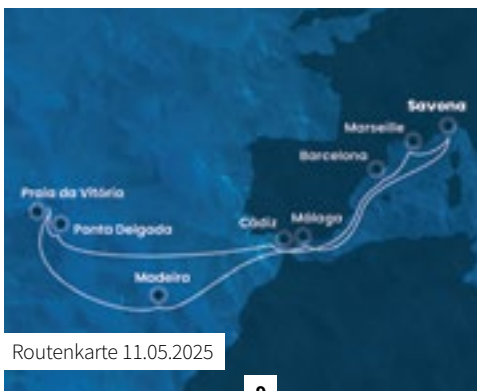 Savona
Marseille
Barcelona
Praia da Vitória
Ponta Delgada
Cádiz
Málaga
Madeira
Routenkarte 11.05.2025